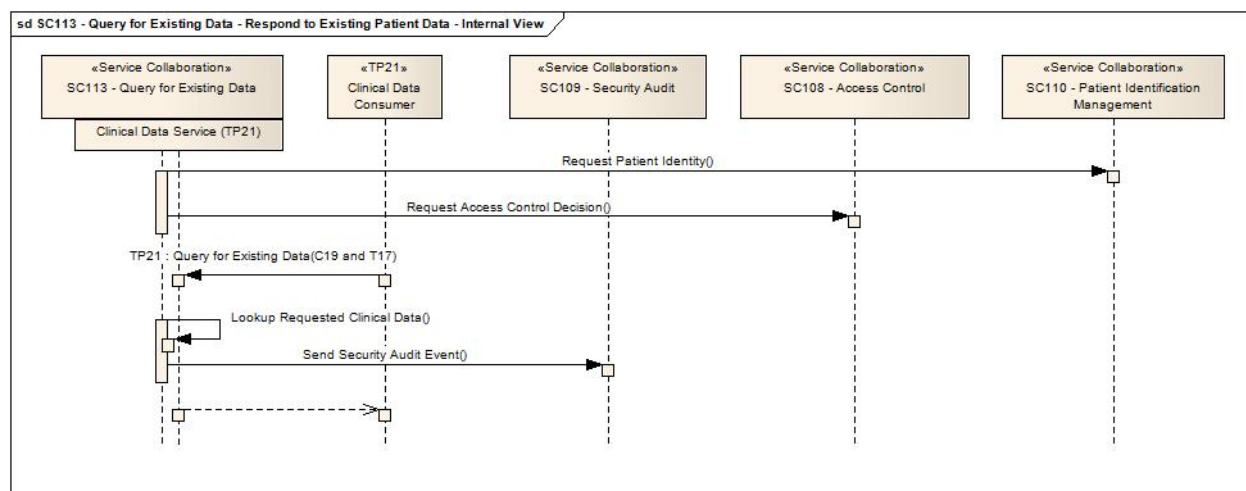 sd SC113 - Query for Existing Data - Respond to Existing Patient Data - Internal View
«Service Collaboration»
SC113 - Query for Existing Data
«TP21»
Clinical Data
Consumer
«Service Collaboration»
SC109 - Security Audit
«Service Collaboration»
SC108 - Access Control
«Service Collaboration»
SC110 - Patient Identification
Management
Clinical Data Service (TP21)
Request Patient Identity()
Request Access Control Decision()
TP21 : Query for Existing Data(C19 and T17)
Lookup Requested Clinical Data()
Send Security Audit Event()